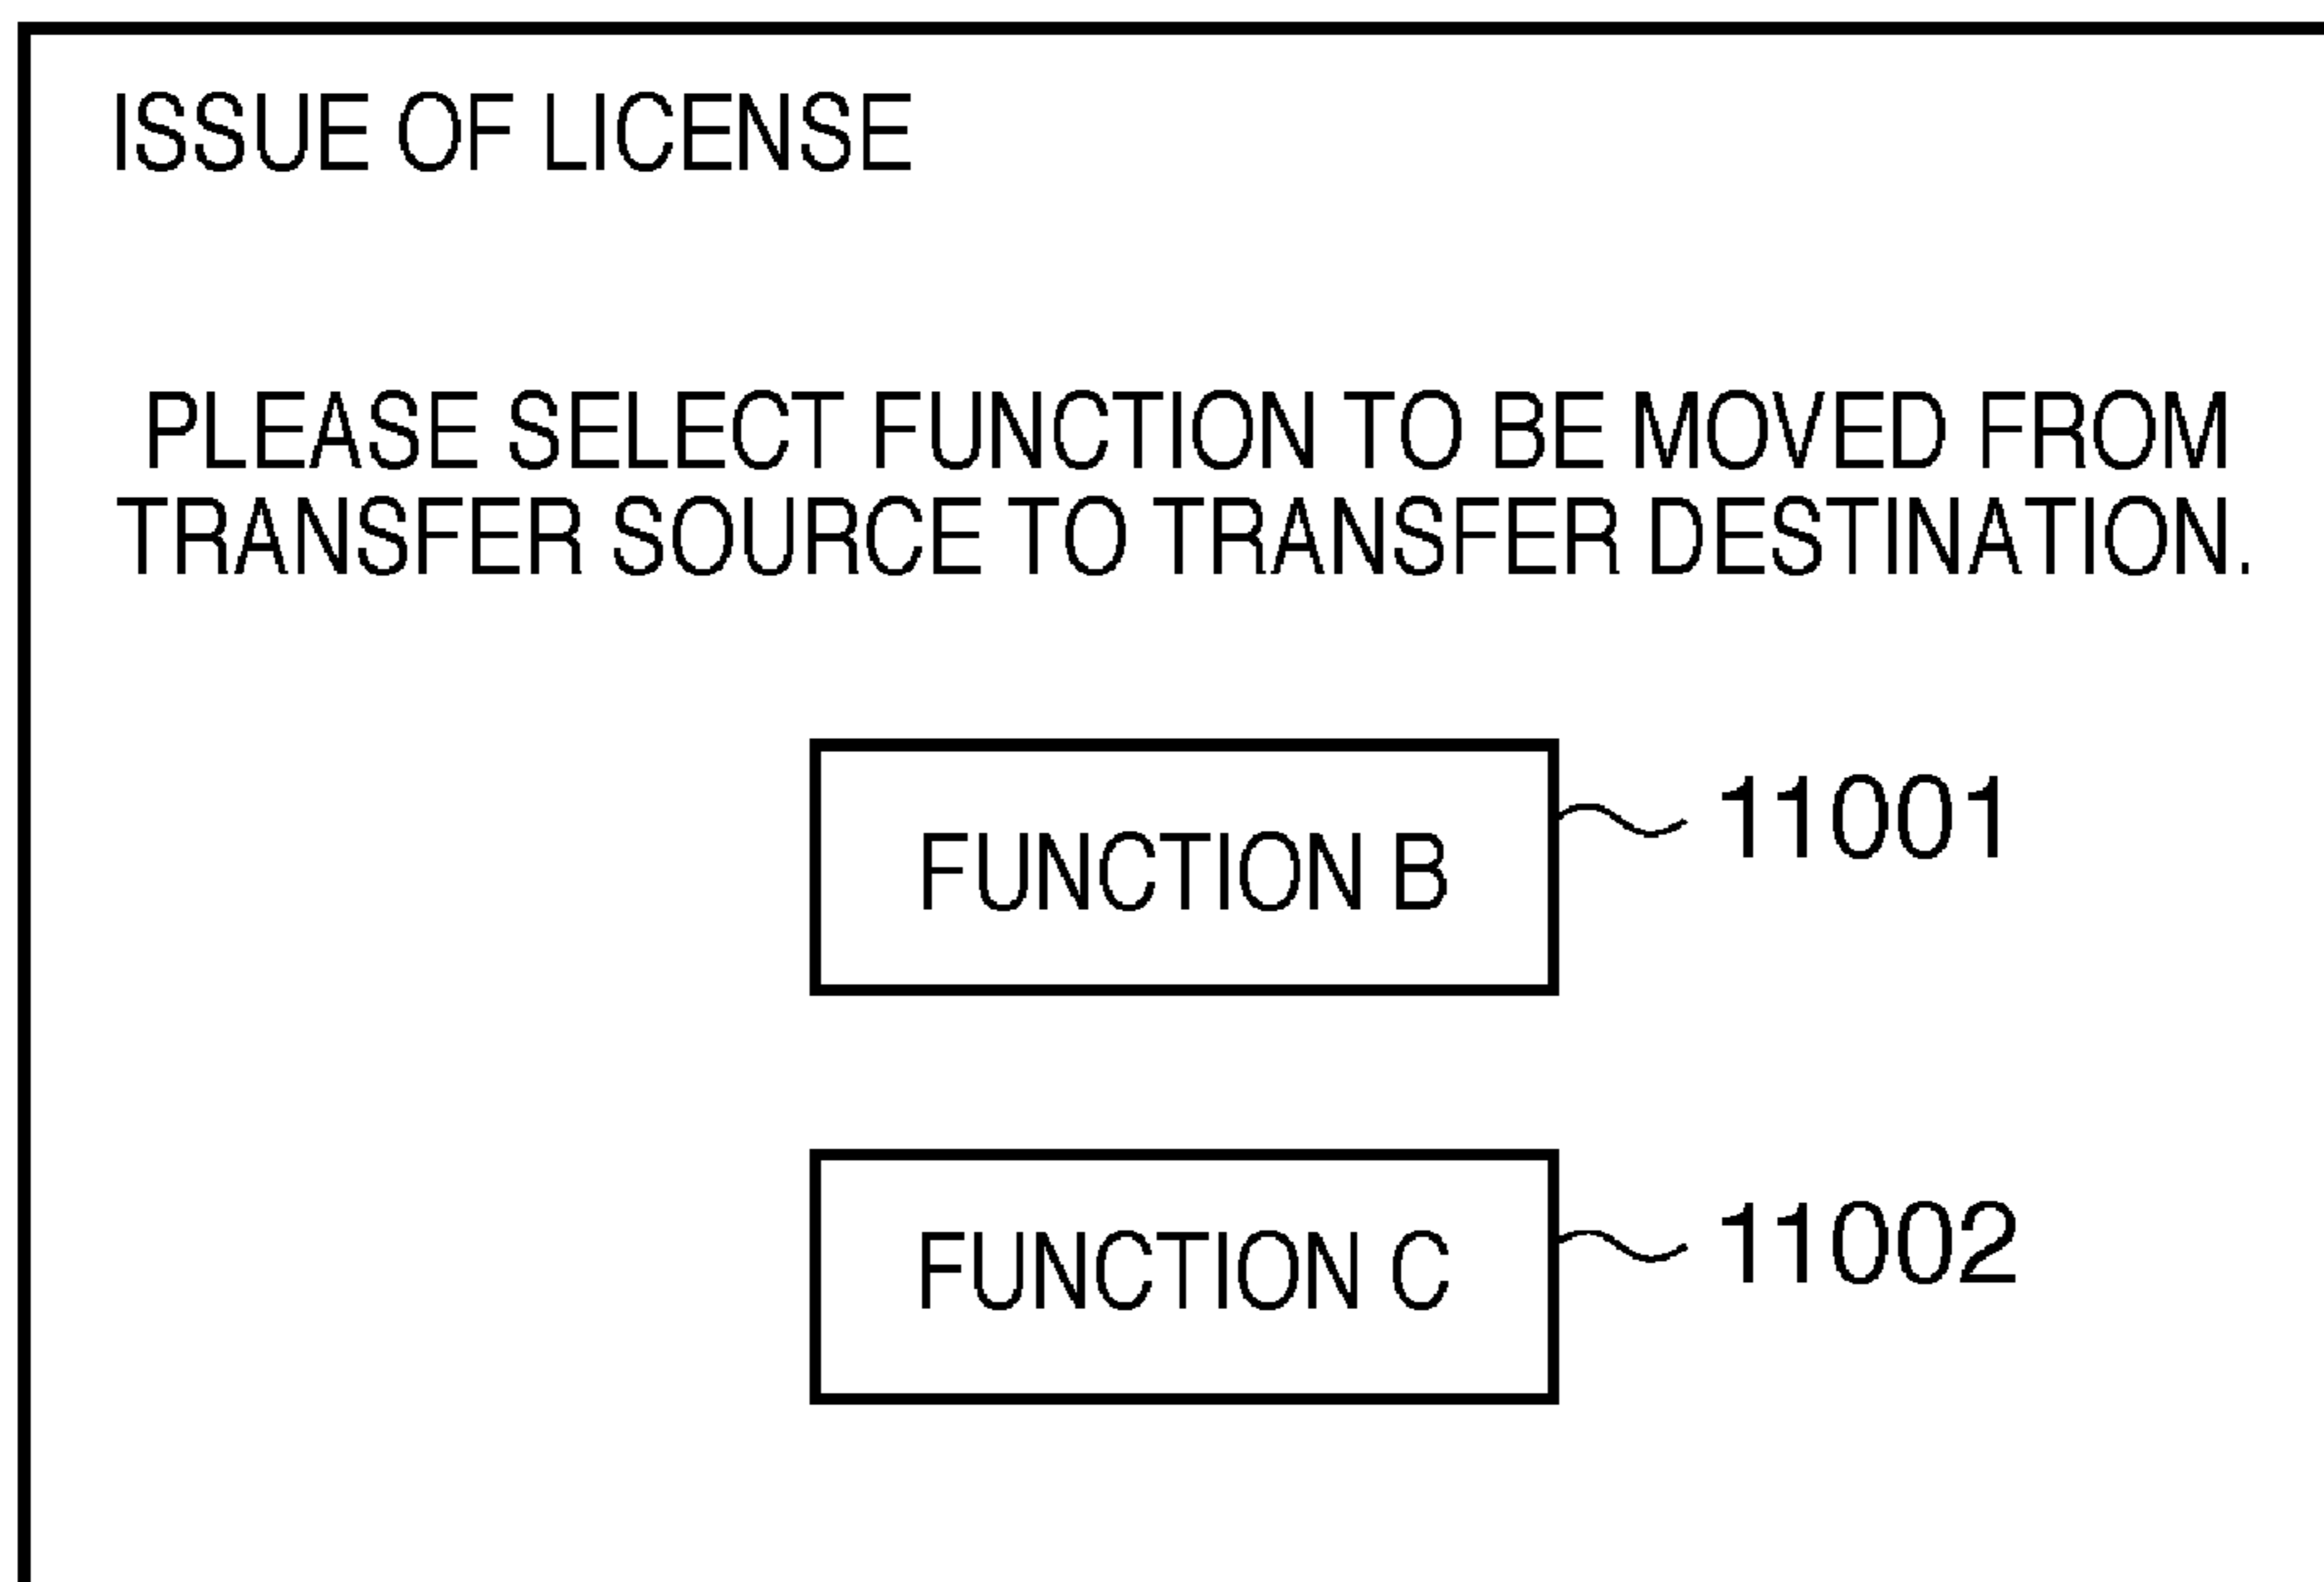 ISSUE OF LICENSE
PLEASE SELECT FUNCTION TO BE MOVED FROM
TRANSFER SOURCE TO TRANSFER DESTINATION.
FUNCTION B
11001
FUNCTION C
11002